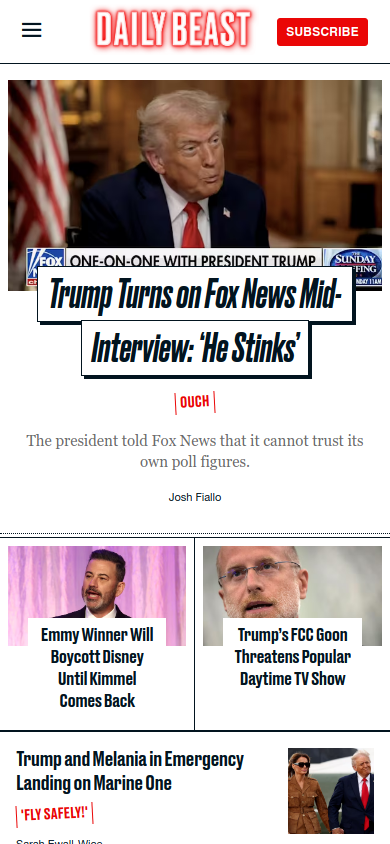 DAILY BEAST
SUBSCRIBE
FOX
NEWS
ONE-ON-ONE WITH PRESIDENT TRUMP
SUNDAY
Trump Turns on Fox News Mid-
Interview: ‘He Stinks’
OUCH
The president told Fox News that it cannot trust its
own poll figures.
Josh Fiallo
Emmy Winner Will
Boycott Disney
Until Kimmel
Comes Back
Trump’s FCC Goon
Threatens Popular
Daytime TV Show
Trump and Melania in Emergency
Landing on Marine One
'FLY SAFELY!'